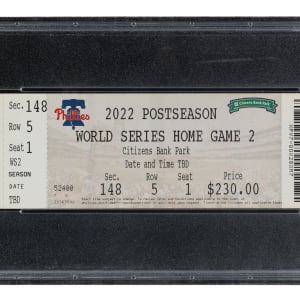 Sec. 148
Row 5
Seat 1
WS2
SEASON
DATE
TBD
Phillies
Citizens Bank Park
2022 POSTSEASON
WORLD SERIES HOME GAME 2
Citizens Bank Park
Date and Time TBD
Sec. Row Seat Price
52400 148 5 1 $230.00